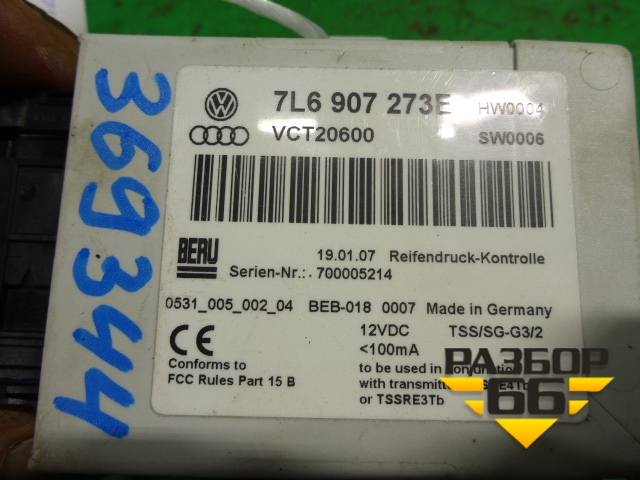 369344
7L6 907 273E HW0004
VCT20600 SW0006
BERU
19.01.07 Reifendruck-Kontrolle
Serien-Nr.: 700005214
0531_005_002_04 BEB-018 0007 Made in Germany
CE 12VDC TSS/SG-G3/2
<100mA
Conforms to
FCC Rules Part 15 B
to be used in conjunction
with
or TSSRE3Tb
РАЗБОР
66